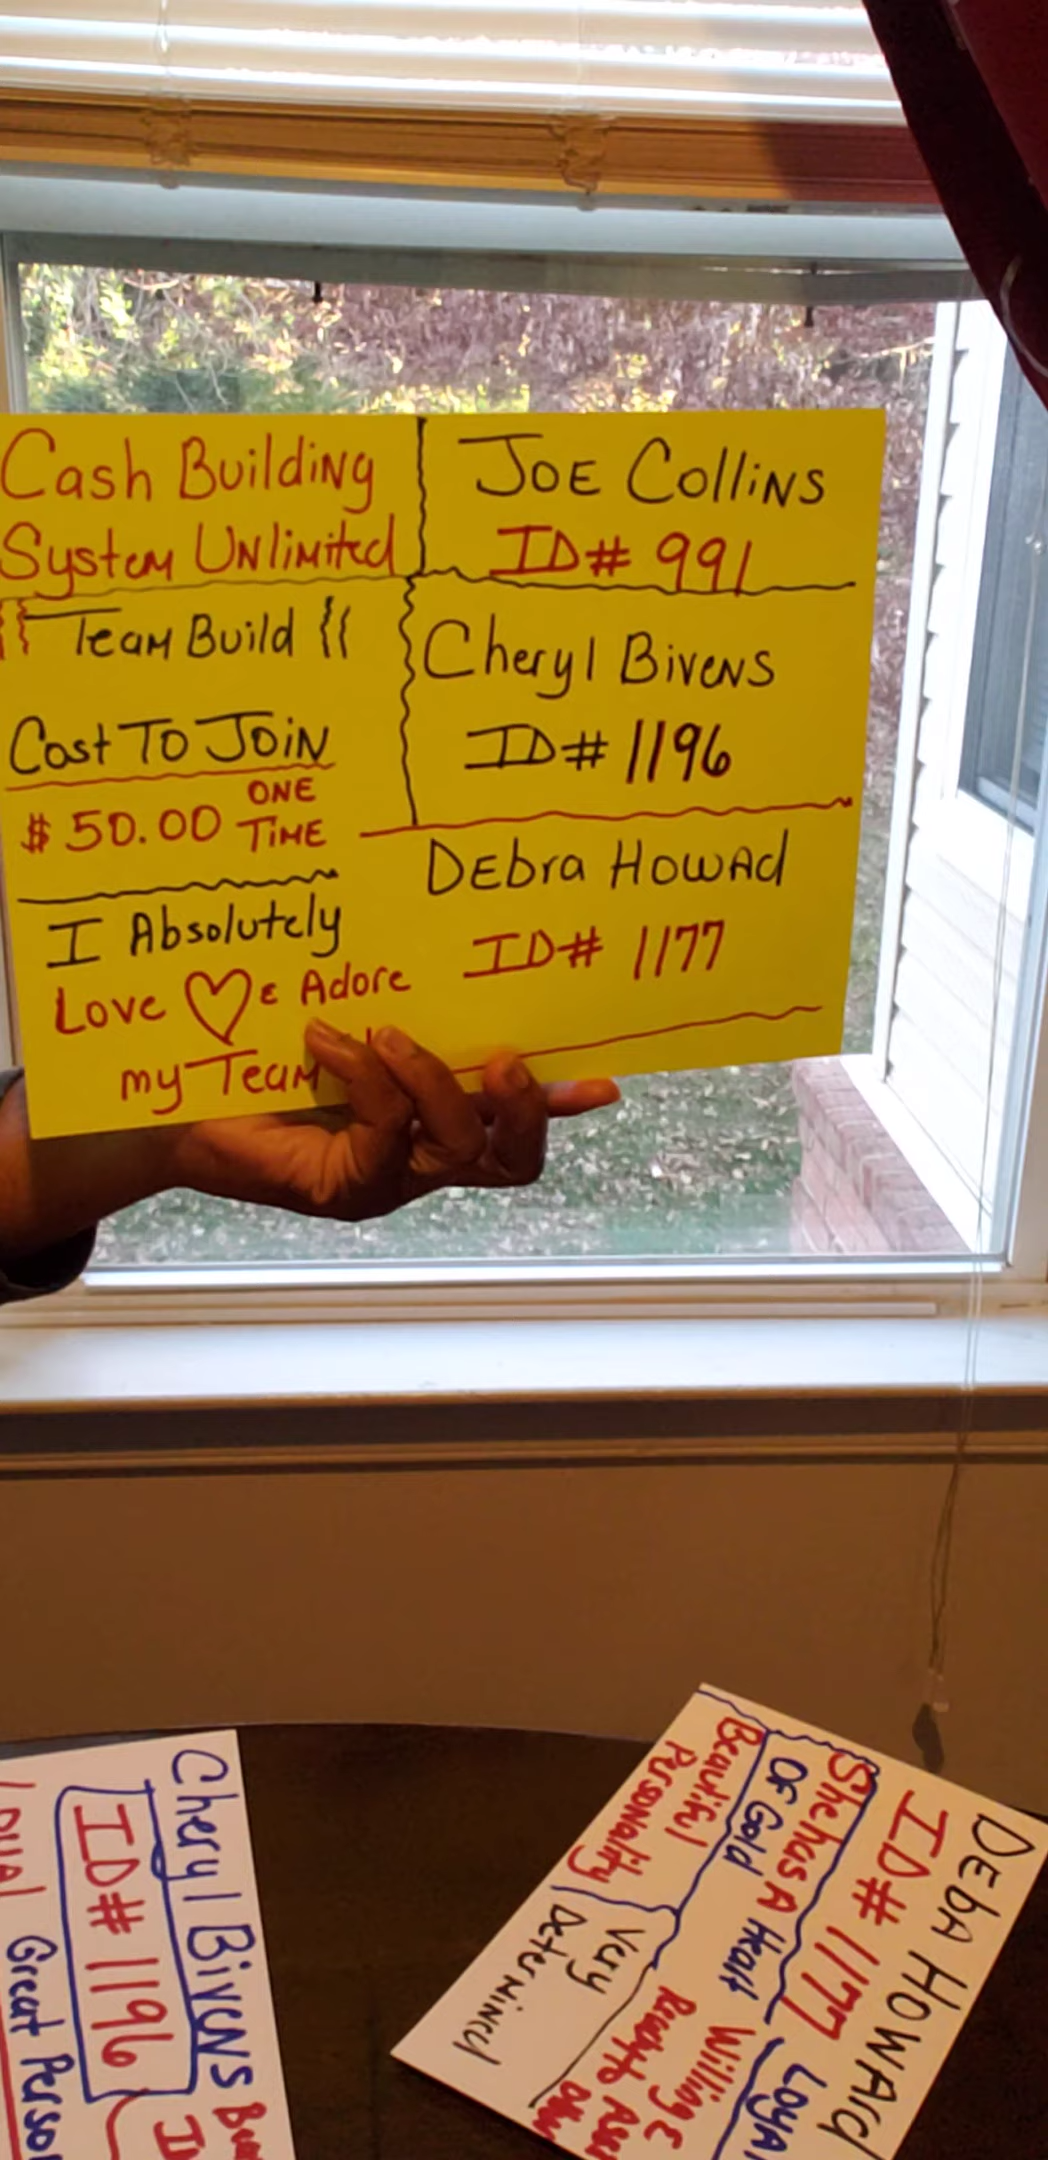 Cash Building
System Unlimited
Team Build
Cost To Join
$50.00 ONE
TIME
I Absolutely
Love & Adore
my Team
JOE Collins
ID# 991
Cheryl Bivens
ID# 1196
DEbra HOWAd
ID# 1177
Cheryl Bivens
ID# 1196
Great
DEbA HOWARd
ID# 1177
She has A Heart
OF Gold
Beautiful
Personality
Very
Determined
Willing &
Ready to